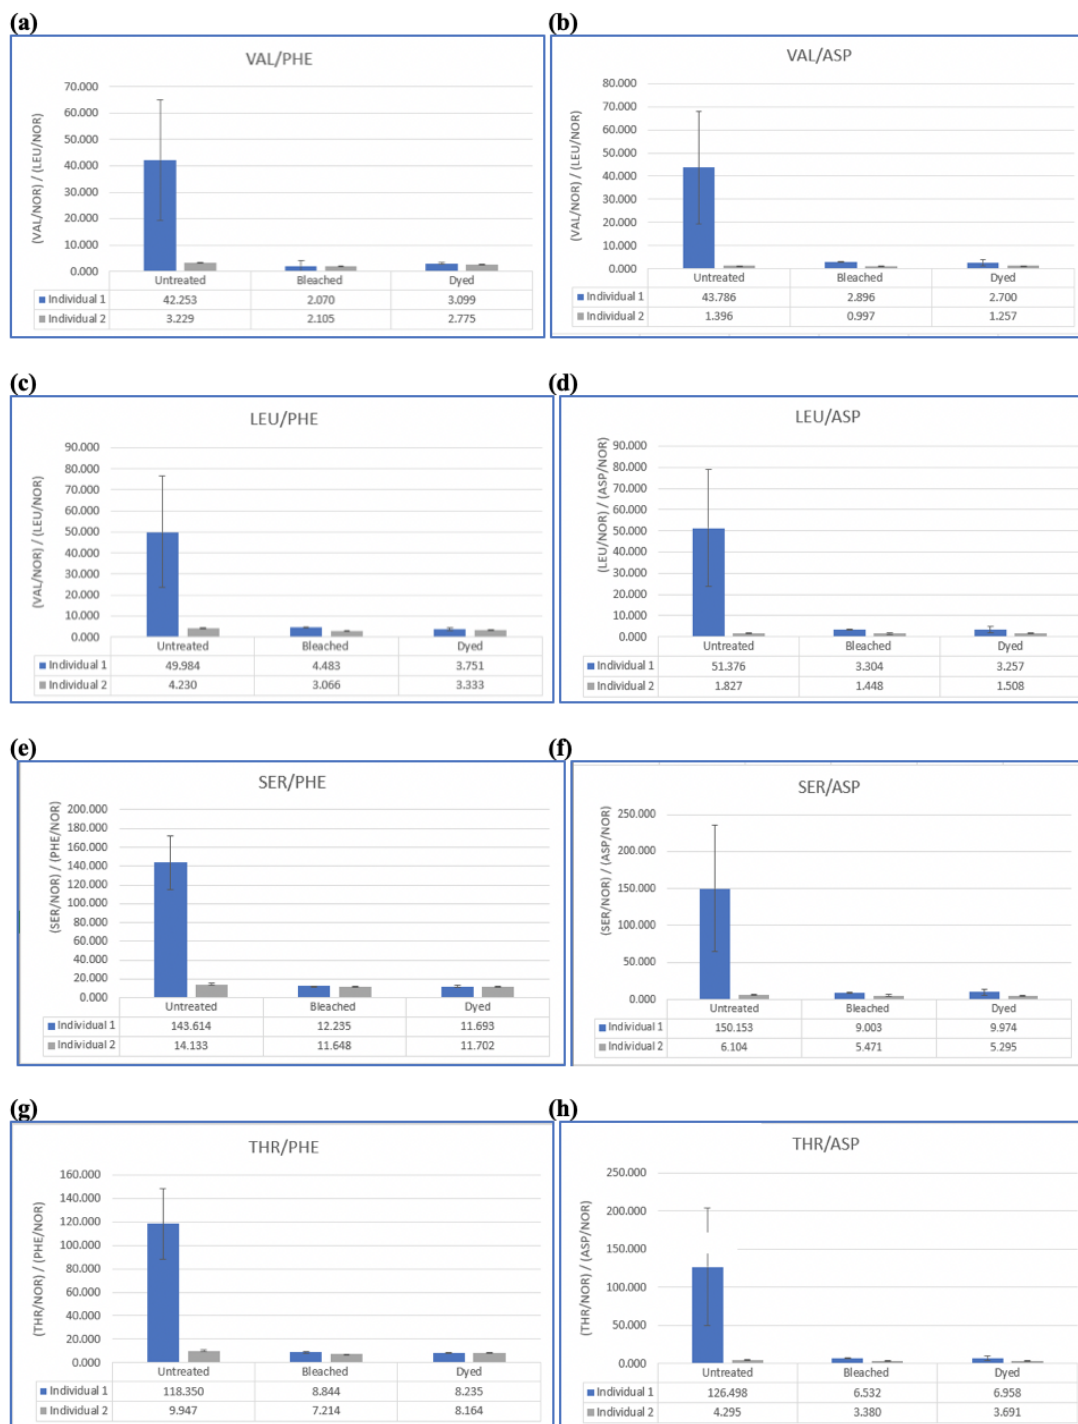 (a)
VAL/PHE
(VAL/NOR) / (LEU/NOR)
70.000
60.000
50.000
40.000
30.000
20.000
10.000
0.000
Untreated Bleached Dyed
Individual 1 42.253 2.070 3.099
Individual 2 3.229 2.105 2.775
(b)
VAL/ASP
(VAL/NOR) / (LEU/NOR)
80.000
70.000
60.000
50.000
40.000
30.000
20.000
10.000
0.000
Untreated Bleached Dyed
Individual 1 43.786 2.896 2.700
Individual 2 1.396 0.997 1.257
(c)
LEU/PHE
(VAL/NOR) / (LEU/NOR)
90.000
80.000
70.000
60.000
50.000
40.000
30.000
20.000
10.000
0.000
Untreated Bleached Dyed
Individual 1 49.984 4.483 3.751
Individual 2 4.230 3.066 3.333
(d)
LEU/ASP
(LEU/NOR) / (ASP/NOR)
90.000
80.000
70.000
60.000
50.000
40.000
30.000
20.000
10.000
0.000
Untreated Bleached Dyed
Individual 1 51.376 3.304 3.257
Individual 2 1.827 1.448 1.508
(e)
SER/PHE
(SER/NOR) / (PHE/NOR)
200.000
180.000
160.000
140.000
120.000
100.000
80.000
60.000
40.000
20.000
0.000
Untreated Bleached Dyed
Individual 1 143.614 12.235 11.693
Individual 2 14.133 11.648 11.702
(f)
SER/ASP
(SER/NOR) / (ASP/NOR)
250.000
200.000
150.000
100.000
50.000
0.000
Untreated Bleached Dyed
Individual 1 150.153 9.003 9.974
Individual 2 6.104 5.471 5.295
(g)
THR/PHE
(THR/NOR) / (PHE/NOR)
160.000
140.000
120.000
100.000
80.000
60.000
40.000
20.000
0.000
Untreated Bleached Dyed
Individual 1 118.350 8.844 8.235
Individual 2 9.947 7.214 8.164
(h)
THR/ASP
(THR/NOR) / (ASP/NOR)
250.000
200.000
150.000
100.000
50.000
0.000
Untreated Bleached Dyed
Individual 1 126.498 6.532 6.958
Individual 2 4.295 3.380 3.691